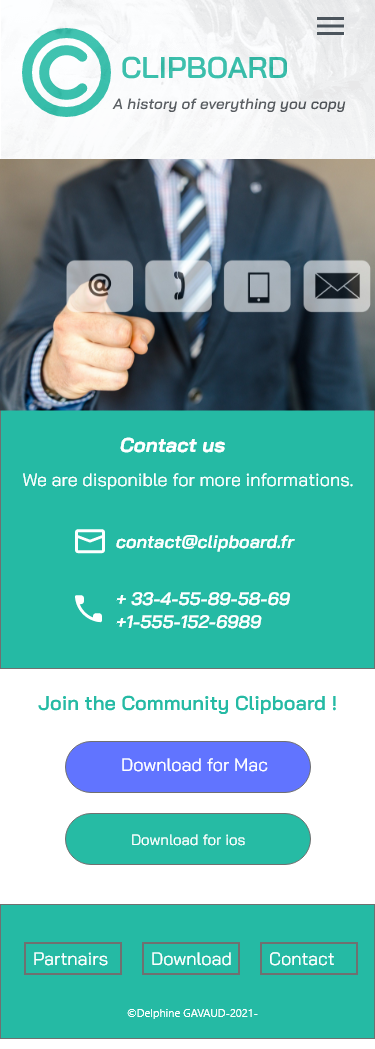 CLIPBOARD
A history of everything you copy
@
Contact us
We are disponible for more informations.
contact@clipboard.fr
+ 33-4-55-89-58-69
+1-555-152-6989
Join the Community Clipboard !
Download for Mac
Download for ios
Partnairs Download Contact
©Delphine GAVAUD-2021-